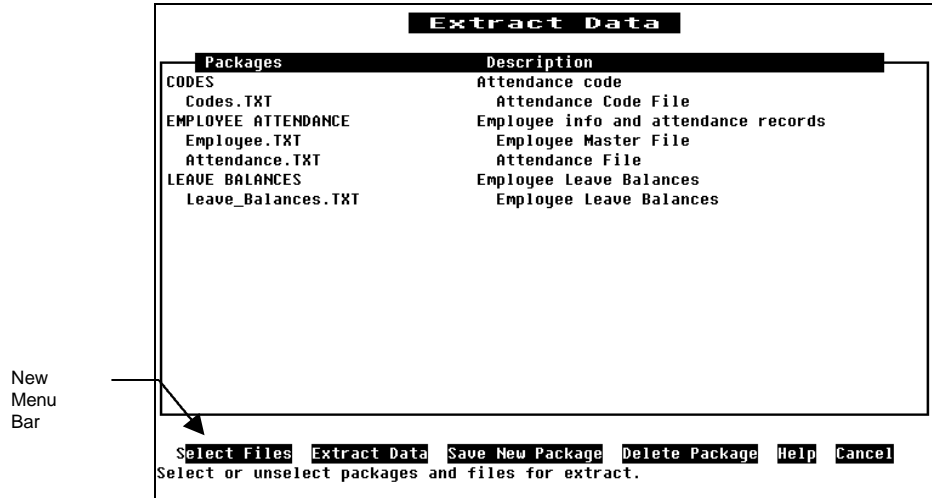 Extract Data
Packages Description
CODES Attendance code
Codes.TXT Attendance Code File
EMPLOYEE ATTENDANCE Employee info and attendance records
Employee.TXT Employee Master File
Attendance.TXT Attendance File
LEAVE BALANCES Employee Leave Balances
Leave_Balances.TXT Employee Leave Balances
New
Menu
Bar
Select Files Extract Data Save New Package Delete Package Help Cancel
Select or unselect packages and files for extract.